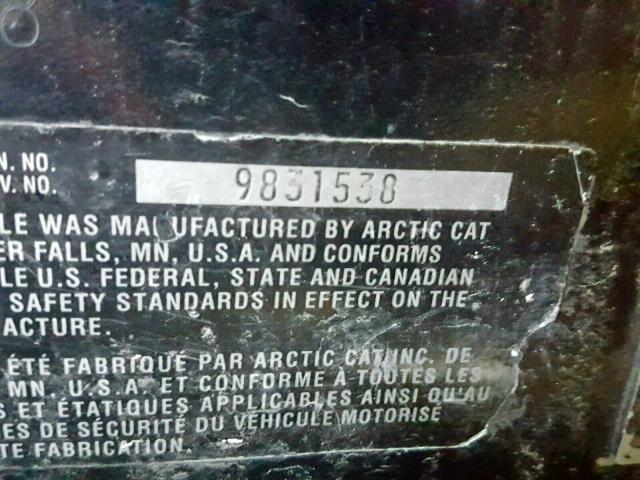 N. NO.
V. NO.
9831538
LE WAS MAUFACTURED BY ARCTIC CAT
ER FALLS, MN, U.S.A. AND CONFORMS
LE U.S. FEDERAL, STATE AND CANADIAN
SAFETY STANDARDS IN EFFECT ON THE
ACTURE.
ÉTÉ FABRIQUÉ PAR ARCTIC CAT INC. DE
MN, U.S.A. ET CONFORME À TOUTES LES
S ET ÉTATIQUES APPLICABLES AINSI QU'AU
ES DE SÉCURITÉ DU VÉHICULE MOTORISÉ
TE FABRICATION.